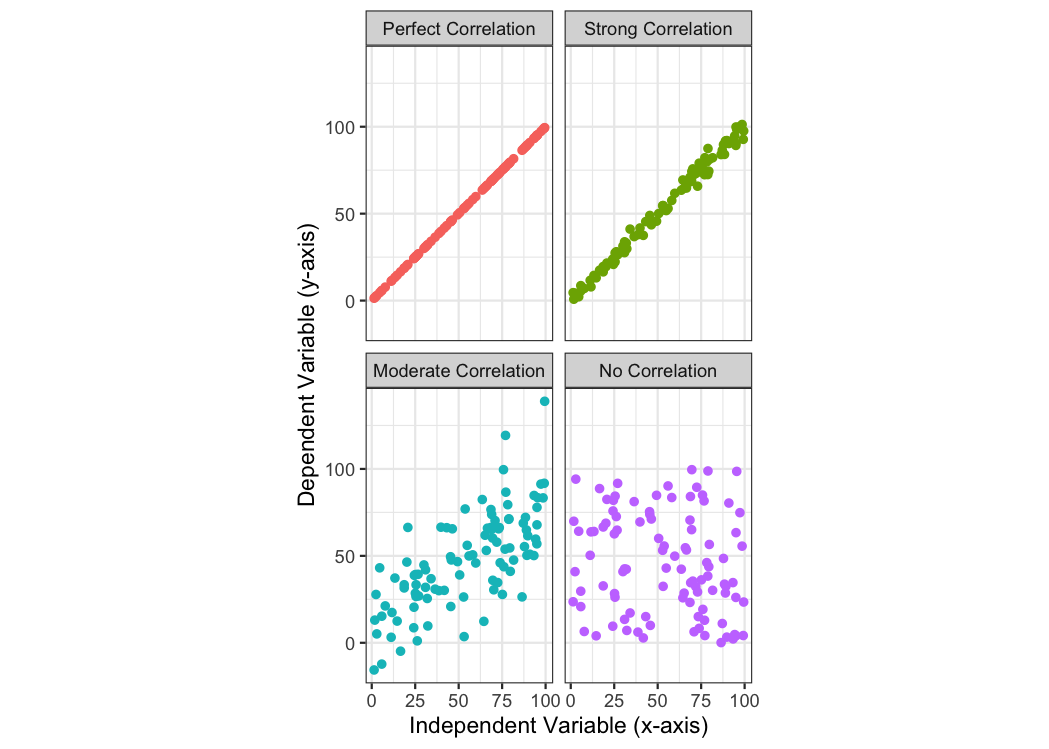 Perfect Correlation
Strong Correlation
100
50
0
Moderate Correlation
No Correlation
100
50
0
0 25 50 75 100
0 25 50 75 100
Independent Variable (x-axis)
Dependent Variable (y-axis)